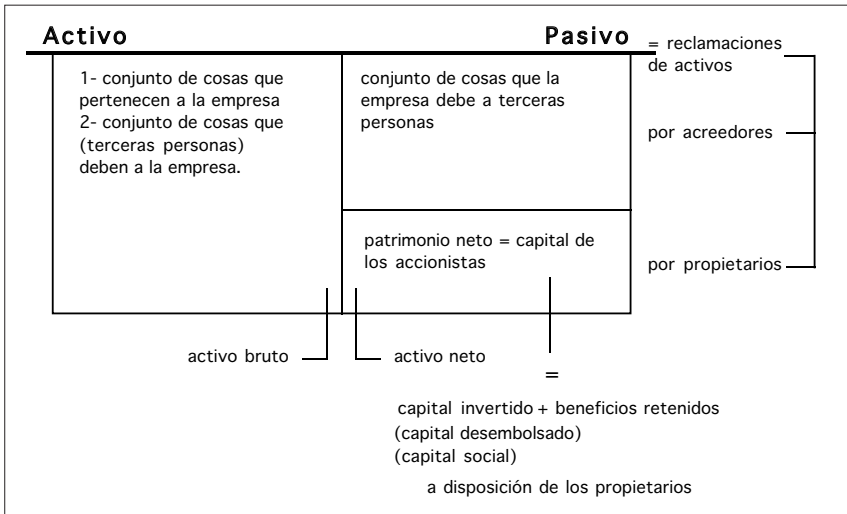 Activo
Pasivo
= reclamaciones
de activos
1- conjunto de cosas que
pertenecen a la empresa
2- conjunto de cosas que
(terceras personas)
deben a la empresa.
conjunto de cosas que la
empresa debe a terceras
personas
por acreedores
patrimonio neto = capital de
los accionistas
por propietarios
activo bruto
activo neto
=
capital invertido + beneficios retenidos
(capital desembolsado)
(capital social)
a disposición de los propietarios